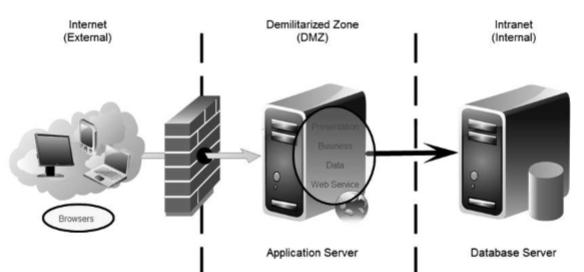 Internet
(External)
Demilitarized Zone
(DMZ)
Intranet
(Internal)
Presentation
Business
Data
Web Service
Browsers
Application Server
Database Server